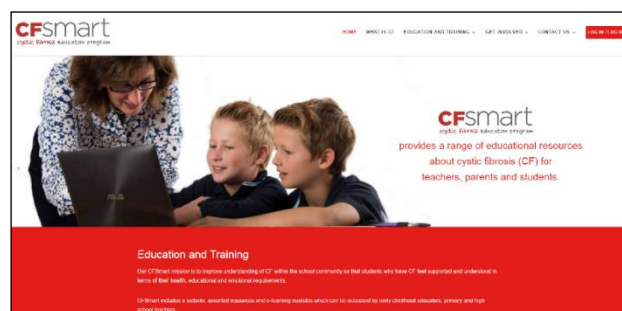 CFsmart
cystic fibrosis education program
HOME WHAT IS CF EDUCATION AND TRAINING GET INVOLVED CONTACT US
CFsmart
cystic fibrosis education program
provides a range of educational resources
about cystic fibrosis (CF) for
teachers, parents and students.
Education and Training
Our CFSmart mission is to improve understanding of CF within the school community so that students who have CF feel supported and understood in
terms of their health, educational and emotional requirements.
CFSmart includes a website, assorted resources and e-learning modules which can be accessed by early childhood educators, primary and high
school teachers.